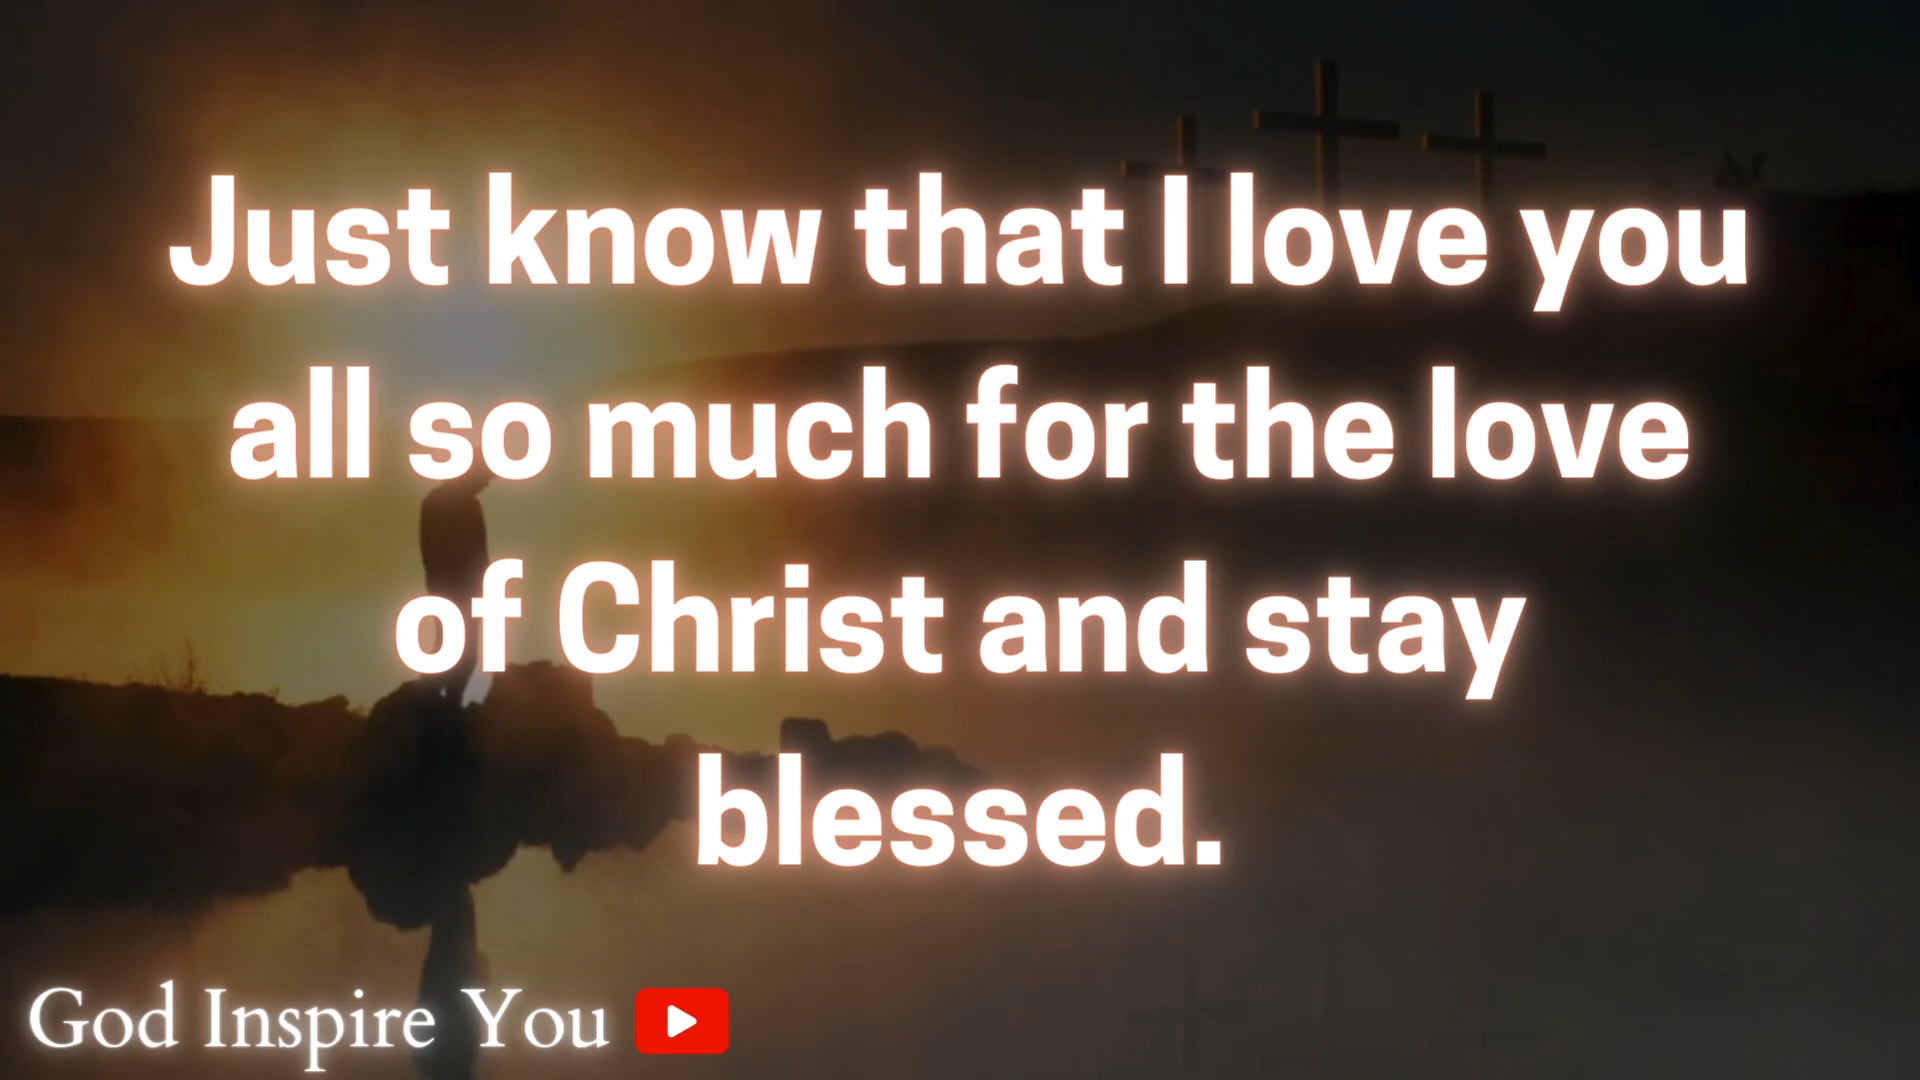 Just know that I love you
all so much for the love
of Christ and stay
blessed.
God Inspire You